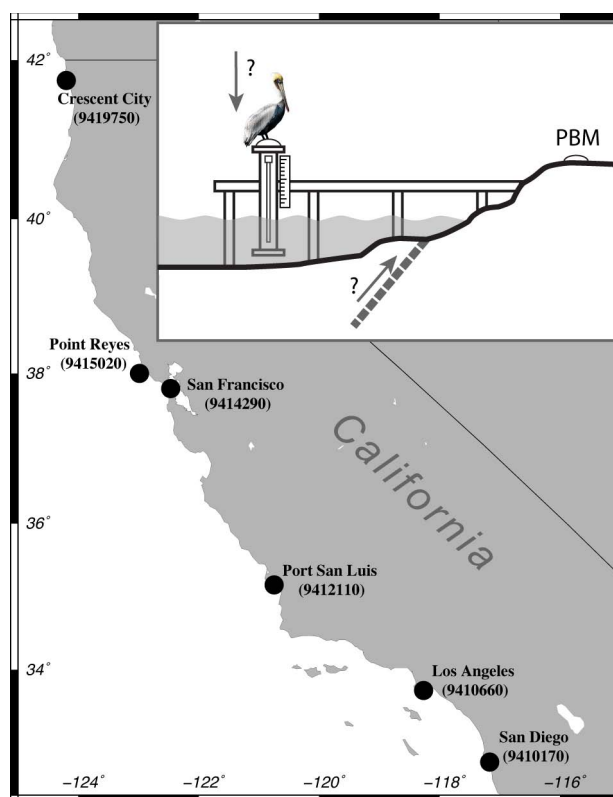 42°
40°
38°
36°
34°
?
PBM
?
Crescent City
(9419750)
Point Reyes
(9415020)
San Francisco
(9414290)
California
Port San Luis
(9412110)
Los Angeles
(9410660)
San Diego
(9410170)
−124°
−122°
−120°
−118°
−116°